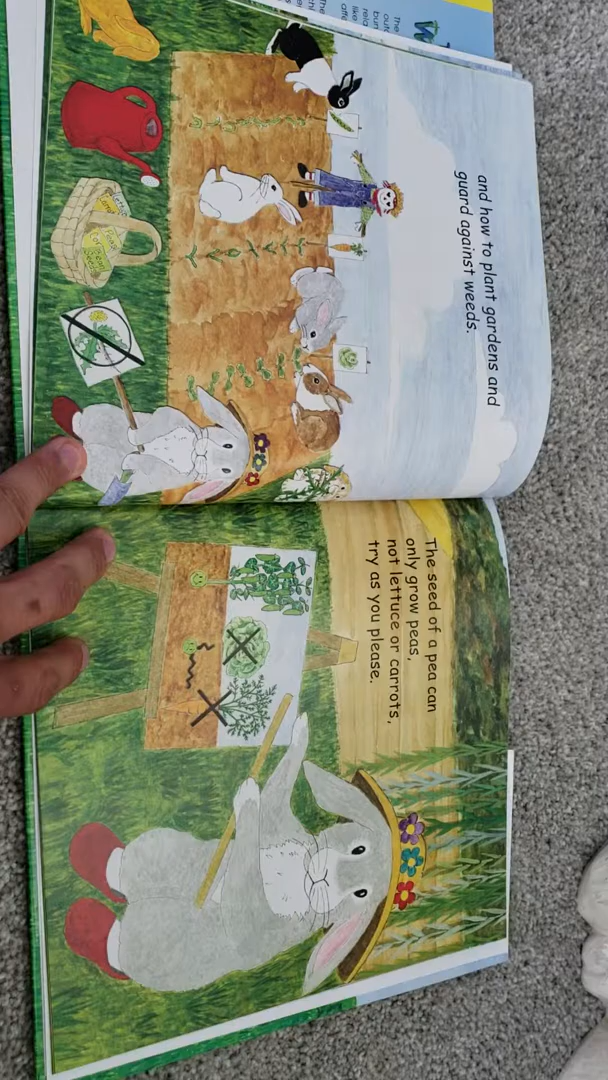 and how to plant gardens and
guard against weeds.
The seed of a pea can
only grow peas,
not lettuce or carrots,
try as you please.